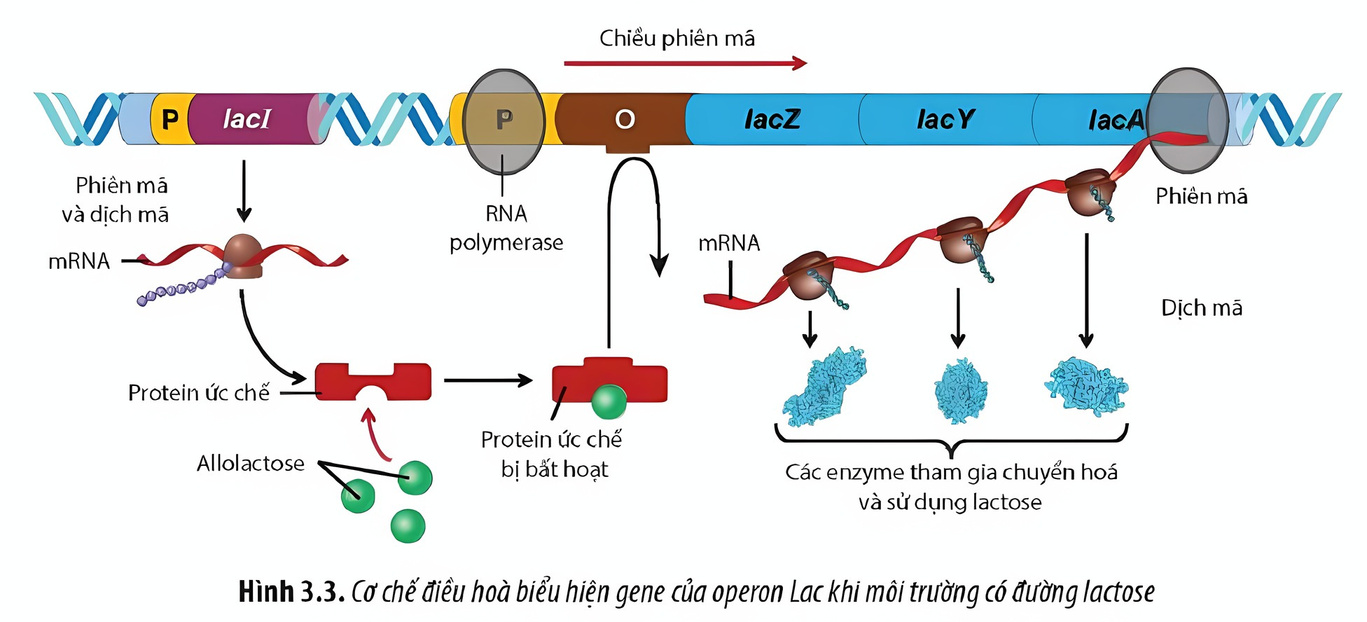 Chiều phiên mã
P lacI P O lacZ lacY lacA
Phiên mã
và dịch mã
mRNA
RNA
polymerase
mRNA
Phiên mã
Dịch mã
Protein ức chế
Allolactose
Protein ức chế
bị bất hoạt
Các enzyme tham gia chuyển hoá
và sử dụng lactose
Hình 3.3. Cơ chế điều hoà biểu hiện gene của operon Lac khi môi trường có đường lactose